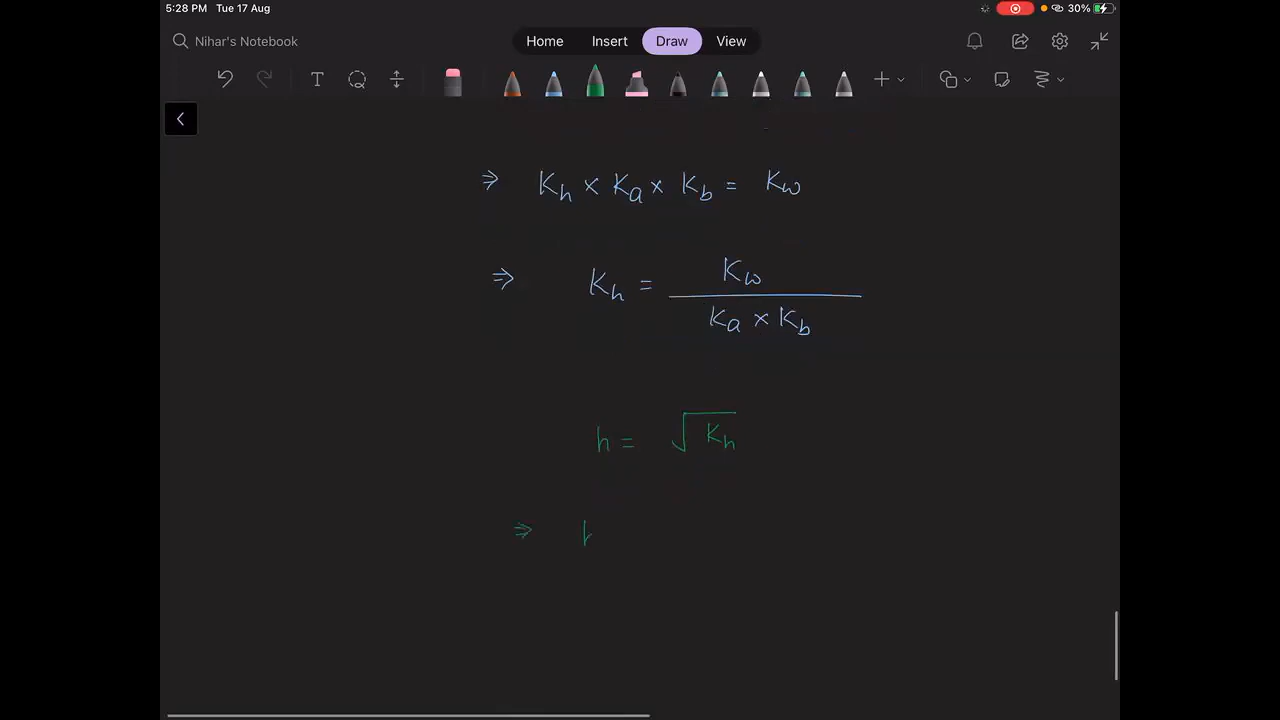 5:28 PM Tue 17 Aug 30%
Nihar's Notebook Home Insert Draw View
⇒ Kh × Ka × Kb = Kw
⇒ Kh = Kw / Ka × Kb
h = √Kh
⇒